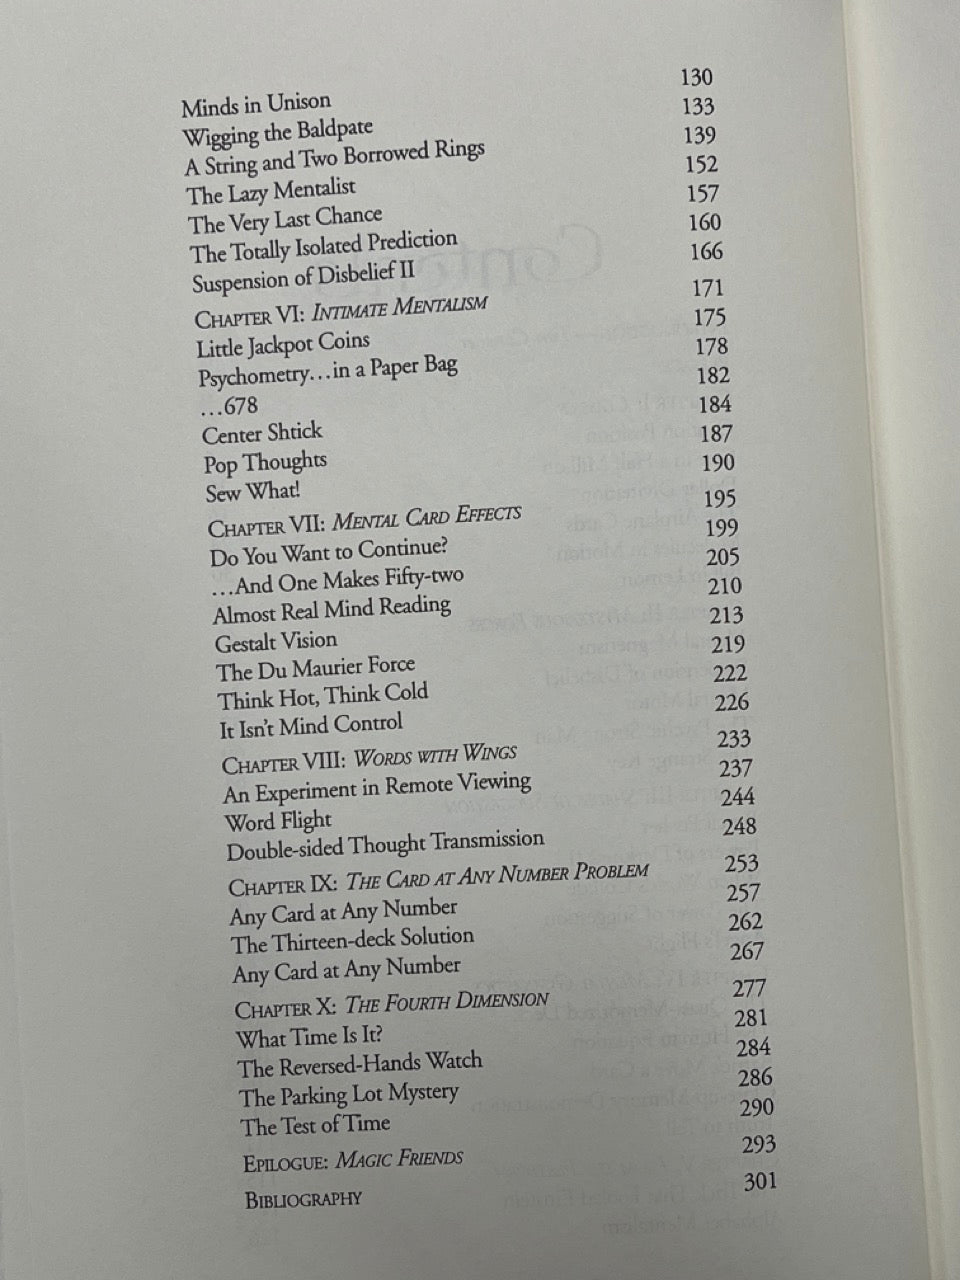 Minds in Unison 130
Wigging the Baldpate 133
A String and Two Borrowed Rings 139
The Lazy Mentalist 152
The Very Last Chance 157
The Totally Isolated Prediction 160
Suspension of Disbelief II 166
CHAPTER VI: INTIMATE MENTALISM 171
Little Jackpot Coins 175
Psychometry…in a Paper Bag 178
…678 182
Center Shtick 184
Pop Thoughts 187
Sew What! 190
CHAPTER VII: MENTAL CARD EFFECTS 195
Do You Want to Continue? 199
…And One Makes Fifty-two 205
Almost Real Mind Reading 210
Gestalt Vision 213
The Du Maurier Force 219
Think Hot, Think Cold 222
It Isn't Mind Control 226
CHAPTER VIII: WORDS WITH WINGS 233
An Experiment in Remote Viewing 237
Word Flight 244
Double-sided Thought Transmission 248
CHAPTER IX: THE CARD AT ANY NUMBER PROBLEM 253
Any Card at Any Number 257
The Thirteen-deck Solution 262
Any Card at Any Number 267
CHAPTER X: THE FOURTH DIMENSION 277
What Time Is It? 281
The Reversed-Hands Watch 284
The Parking Lot Mystery 286
The Test of Time 290
EPILOGUE: MAGIC FRIENDS 293
BIBLIOGRAPHY 301